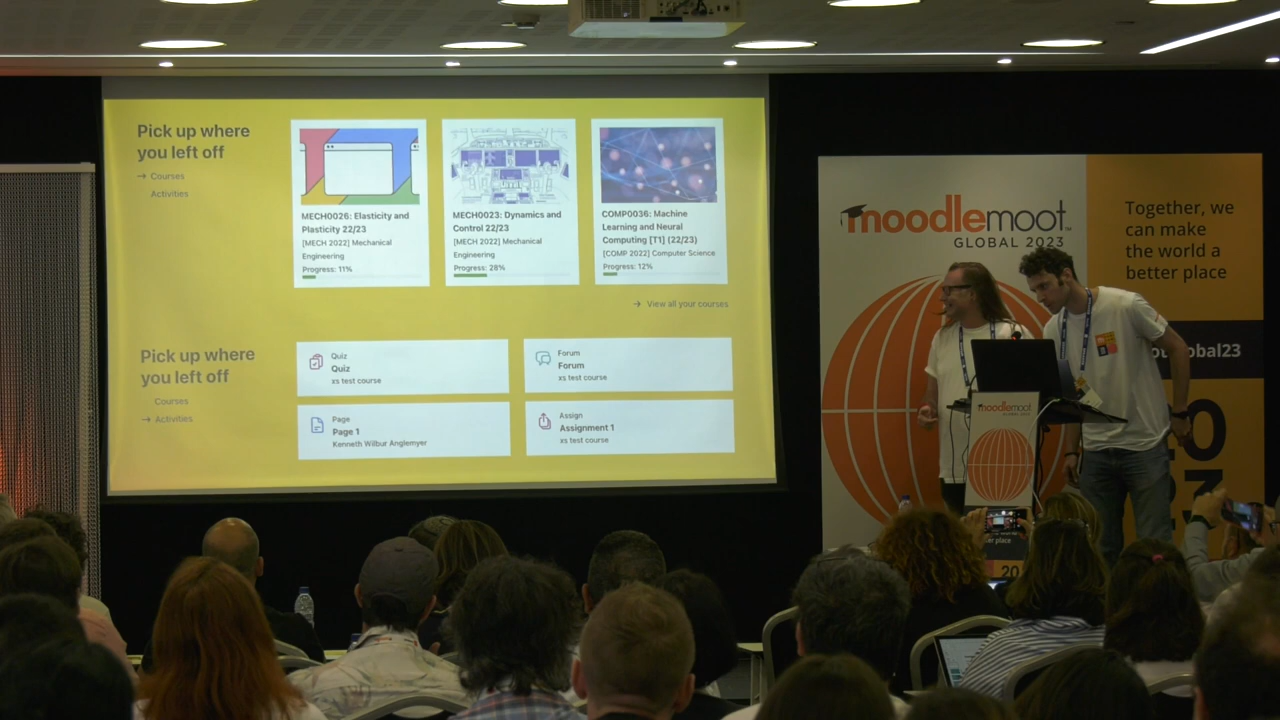 Pick up where
you left off
→ Courses
Activities
MECH0026: Elasticity and
Plasticity 22/23
[MECH 2022] Mechanical
Engineering
Progress: 11%
MECH0023: Dynamics and
Control 22/23
[MECH 2022] Mechanical
Engineering
Progress: 28%
COMP0036: Machine
Learning and Neural
Computing [T1] (22/23)
[COMP 2022] Computer Science
Progress: 12%
→ View all your courses
Pick up where
you left off
Courses
→ Activities
Quiz
Quiz
xs test course
Forum
Forum
xs test course
Page
Page 1
Kenneth Wilbur Anglemyer
Assign
Assignment 1
xs test course
moodlemoot™
GLOBAL 2023
Together, we
can make
the world a
better place
obal23
moodlemoot
20